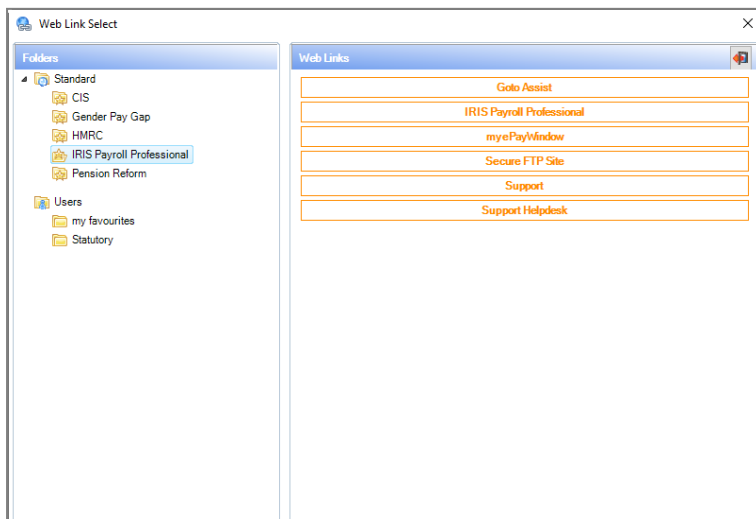 Web Link Select
Folders
Standard
CIS
Gender Pay Gap
HMRC
IRIS Payroll Professional
Pension Reform
Users
my favourites
Statutory
Web Links
Goto Assist
IRIS Payroll Professional
myePayWindow
Secure FTP Site
Support
Support Helpdesk